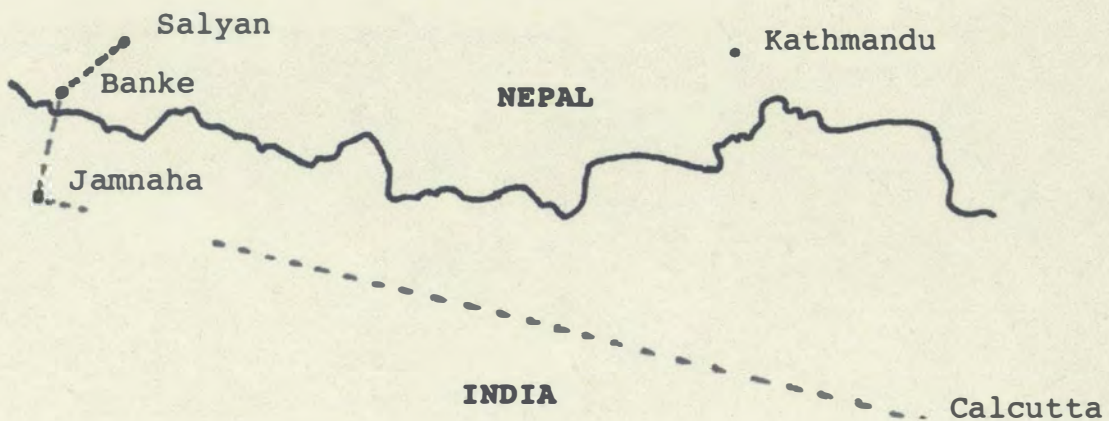 Salyan
Kathmandu
Banke
NEPAL
Jamnaha
INDIA
Calcutta